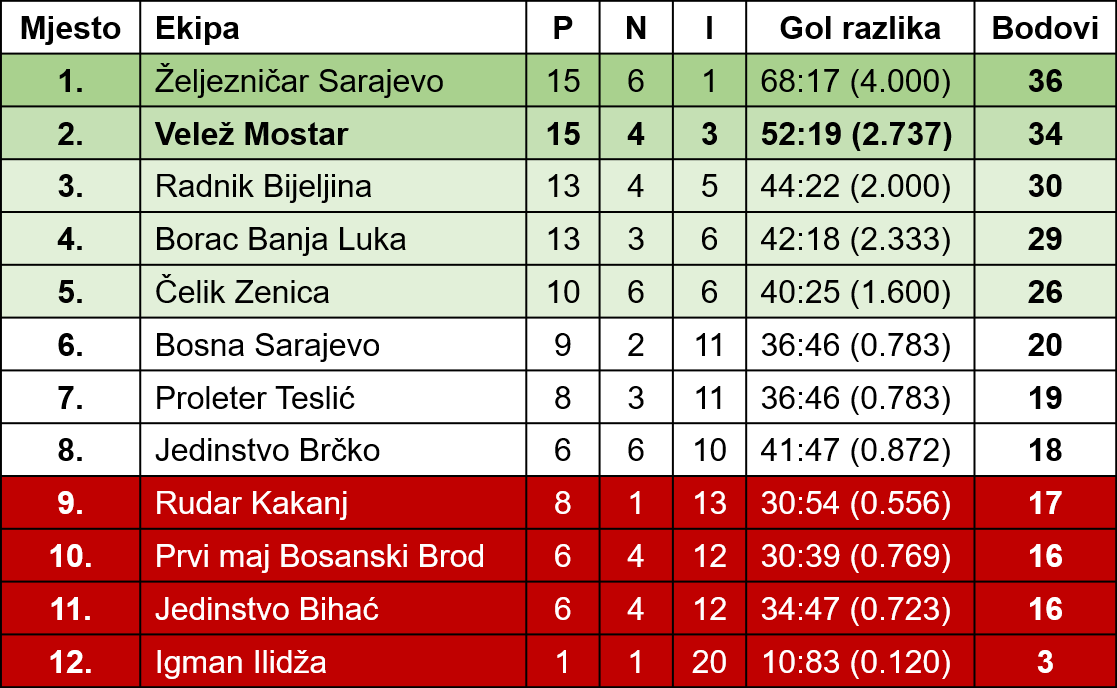 Mjesto Ekipa P N I Gol razlika Bodovi
1. Željezničar Sarajevo 15 6 1 68:17 (4.000) 36
2. Velež Mostar 15 4 3 52:19 (2.737) 34
3. Radnik Bijeljina 13 4 5 44:22 (2.000) 30
4. Borac Banja Luka 13 3 6 42:18 (2.333) 29
5. Čelik Zenica 10 6 6 40:25 (1.600) 26
6. Bosna Sarajevo 9 2 11 36:46 (0.783) 20
7. Proleter Teslić 8 3 11 36:46 (0.783) 19
8. Jedinstvo Brčko 6 6 10 41:47 (0.872) 18
9. Rudar Kakanj 8 1 13 30:54 (0.556) 17
10. Prvi maj Bosanski Brod 6 4 12 30:39 (0.769) 16
11. Jedinstvo Bihać 6 4 12 34:47 (0.723) 16
12. Igman Ilidža 1 1 20 10:83 (0.120) 3